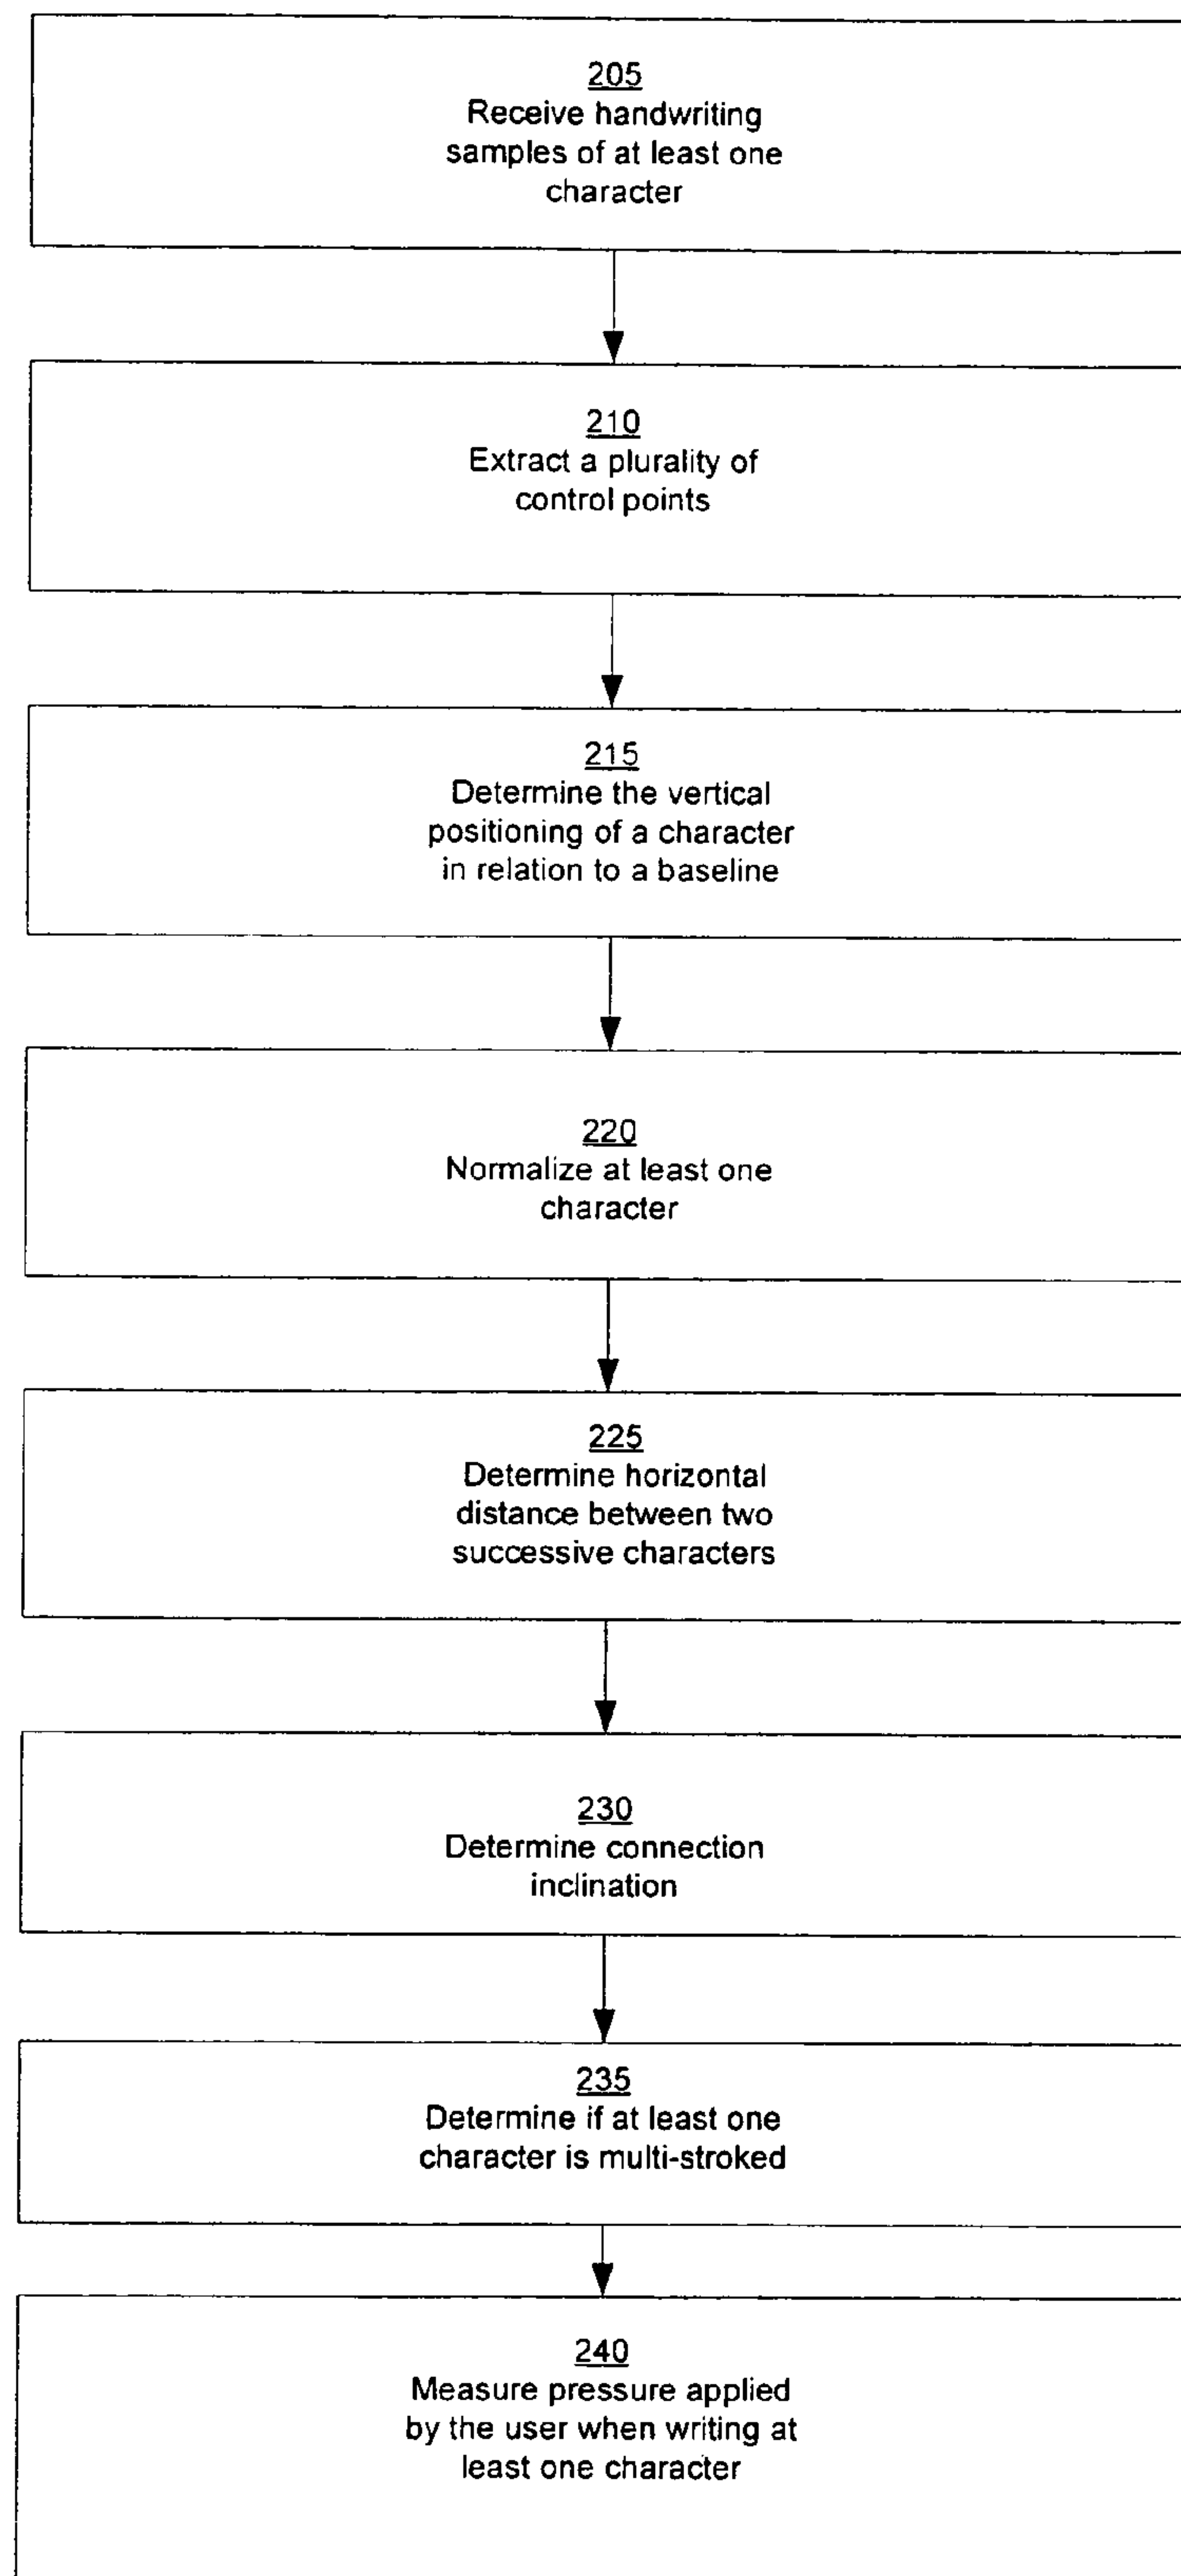 205
Receive handwriting
samples of at least one
character
210
Extract a plurality of
control points
215
Determine the vertical
positioning of a character
in relation to a baseline
220
Normalize at least one
character
225
Determine horizontal
distance between two
successive characters
230
Determine connection
inclination
235
Determine if at least one
character is multi-stroked
240
Measure pressure applied
by the user when writing at
least one character